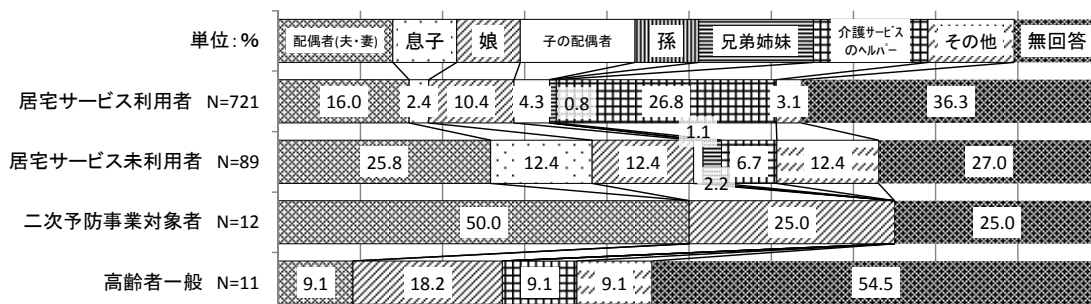 単位：% 配偶者(夫・妻) 息子 娘 子の配偶者 孫 兄弟姉妹 介護サービスのヘルパー その他 無回答
居宅サービス利用者 N=721 16.0 2.4 10.4 4.3 0.8 26.8 3.1 36.3
1.1
居宅サービス未利用者 N=89 25.8 12.4 12.4 6.7 12.4 27.0
2.2
二次予防事業対象者 N=12 50.0 25.0 25.0
高齢者一般 N=11 9.1 18.2 9.1 9.1 54.5